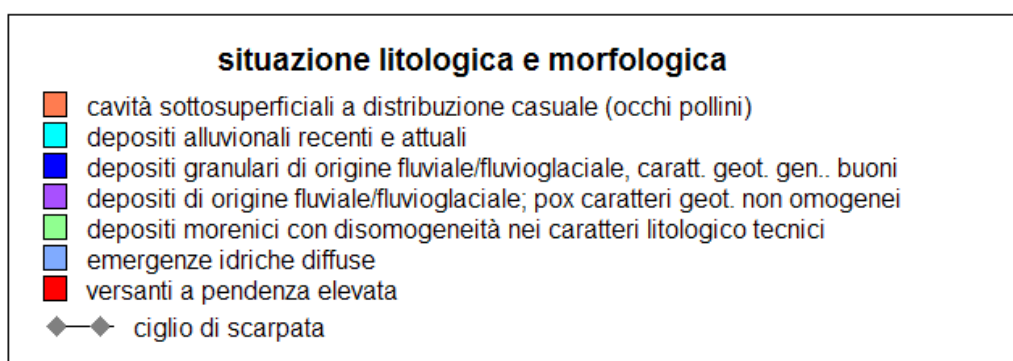 situazione litologica e morfologica
cavità sottosuperficiali a distribuzione casuale (occhi pollini)
depositi alluvionali recenti e attuali
depositi granulari di origine fluviale/fluvioglaciale, caratt. geot. gen.. buoni
depositi di origine fluviale/fluvioglaciale; pox caratteri geot. non omogenei
depositi morenici con disomogeneità nei caratteri litologico tecnici
emergenze idriche diffuse
versanti a pendenza elevata
ciglio di scarpata